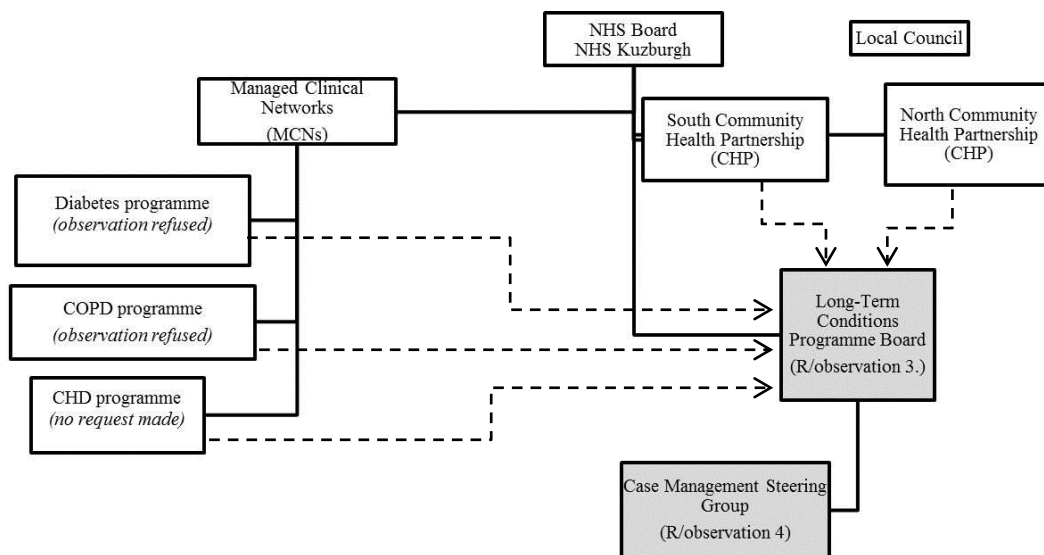 NHS Board
NHS Kuzburgh
Local Council
Managed Clinical
Networks
(MCNs)
South Community
Health Partnership
(CHP)
North Community
Health Partnership
(CHP)
Diabetes programme
(observation refused)
COPD programme
(observation refused)
CHD programme
(no request made)
Long-Term
Conditions
Programme Board
(R/observation 3.)
Case Management Steering
Group
(R/observation 4)